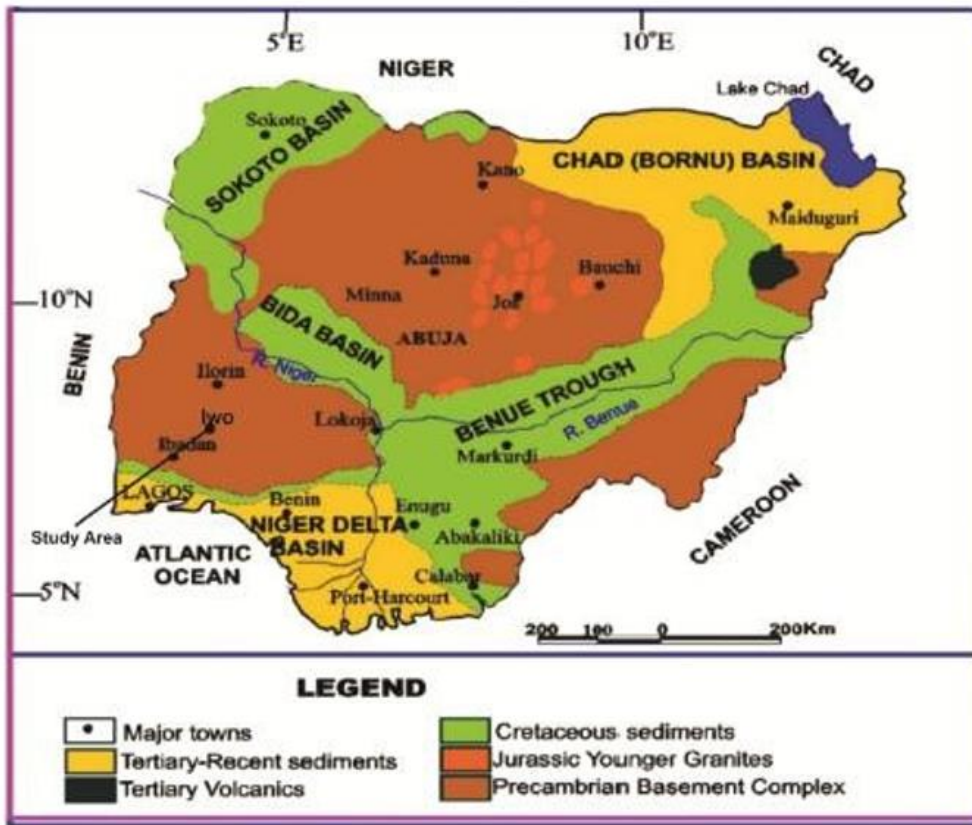 5°E
10°E
NIGER
CHAD
Lake Chad
Sokoto
SOKOTO BASIN
CHAD (BORNU) BASIN
Kano
Maiduguri
Kaduna
Bauchi
Minna
Jos
10°N
BIDA BASIN
ABUJA
BENIN
R. Niger
Ilorin
BENUE TROUGH
Iwo
Lokoja
R. Benue
Ibadan
Markurdi
LAGOS
Benin
Enugu
CAMEROON
Study Area
NIGER DELTA
BASIN
Abakaliki
ATLANTIC
OCEAN
Calabar
5°N
Port-Harcourt
200 100 0 200Km
LEGEND
Major towns
Cretaceous sediments
Tertiary-Recent sediments
Jurassic Younger Granites
Tertiary Volcanics
Precambrian Basement Complex